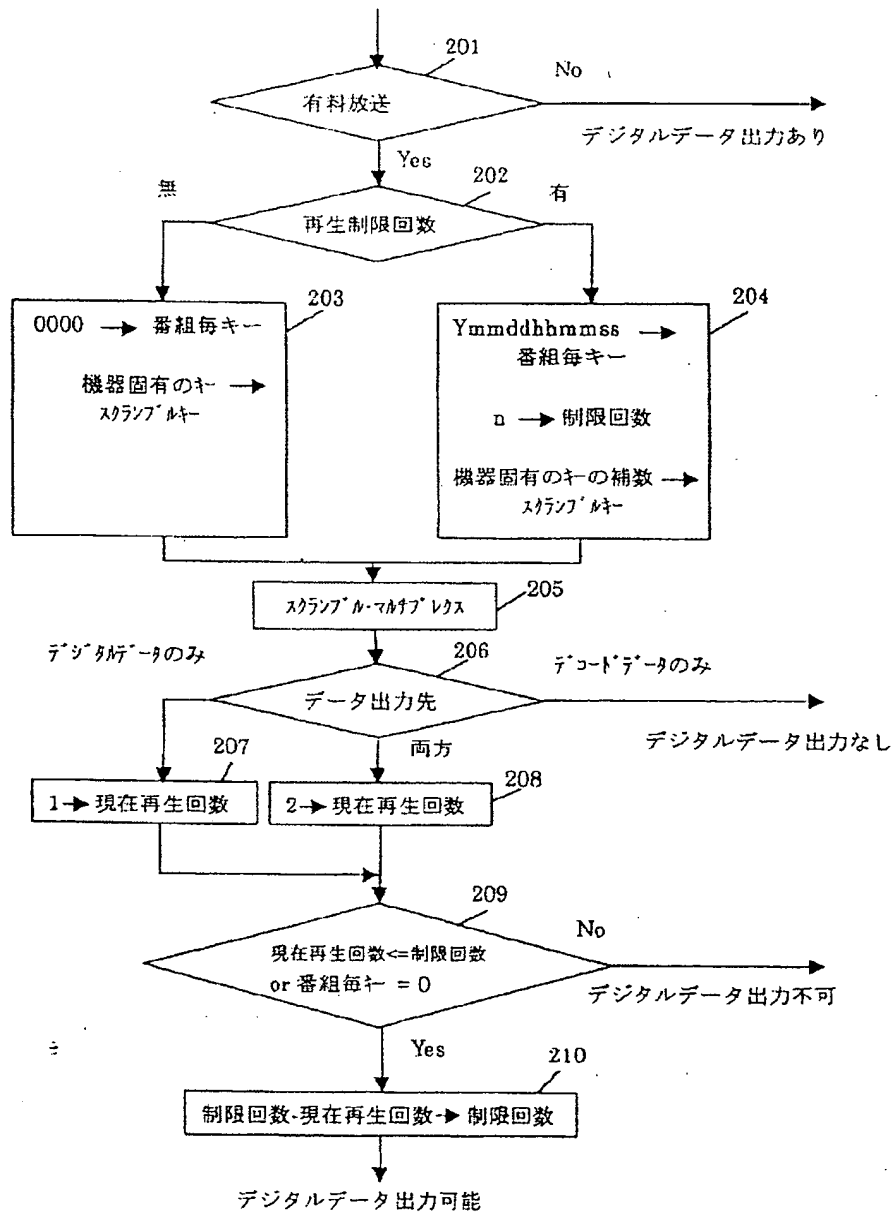 201
No
有料放送
デジタルデータ出力あり
Yes
202
無
有
再生制限回数
203
0000 → 番組毎キー
機器固有のキー →
スクランブルキー
204
Ymmddhhmmss →
番組毎キー
n → 制限回数
機器固有のキーの補数 →
スクランブルキー
スクランブル・マルチプレクス
205
デジタルデータのみ
206
デコードデータのみ
データ出力先
デジタルデータ出力なし
207
両方
208
1→現在再生回数
2→現在再生回数
209
No
現在再生回数<=制限回数
or 番組毎キー = 0
デジタルデータ出力不可
Yes
210
制限回数-現在再生回数→ 制限回数
デジタルデータ出力可能